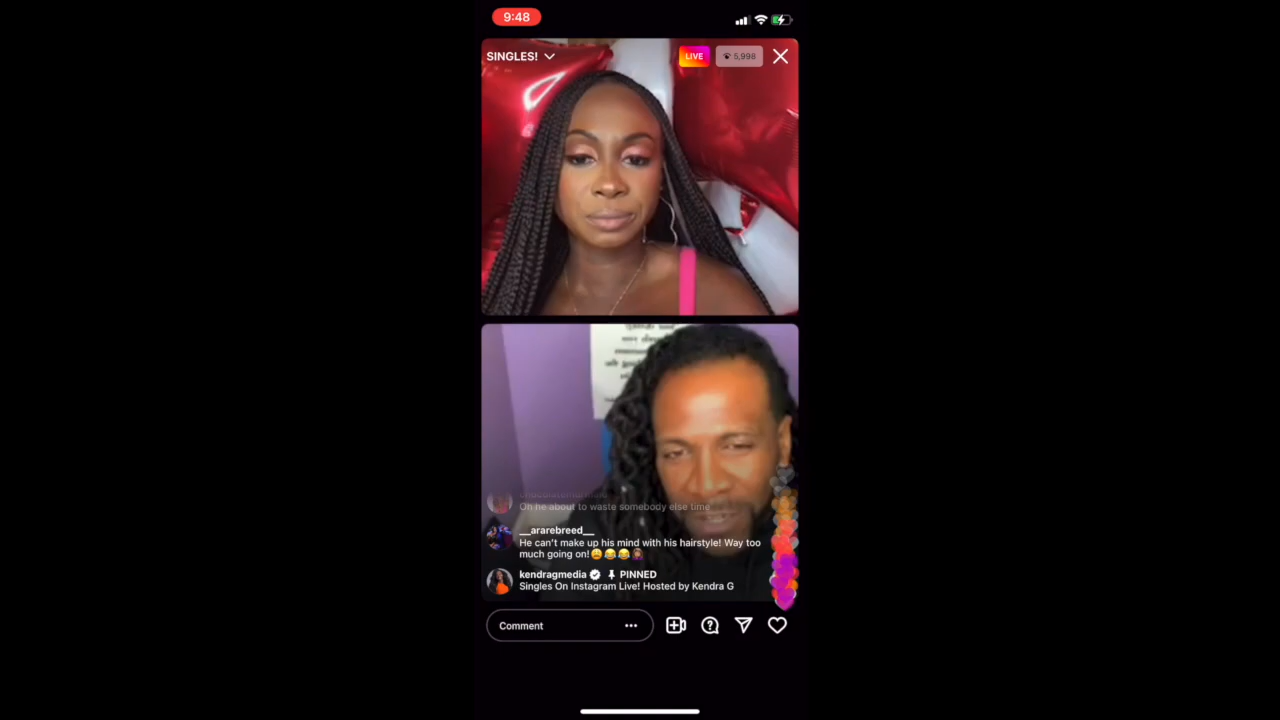 9:48
SINGLES!
LIVE
5,998
Oh he about to waste somebody else time
__ararebreed__
He can't make up his mind with his hairstyle! Way too
much going on!😩😂😂🤦🏾‍♀️
kendragmedia PINNED
Singles On Instagram Live! Hosted by Kendra G
Comment